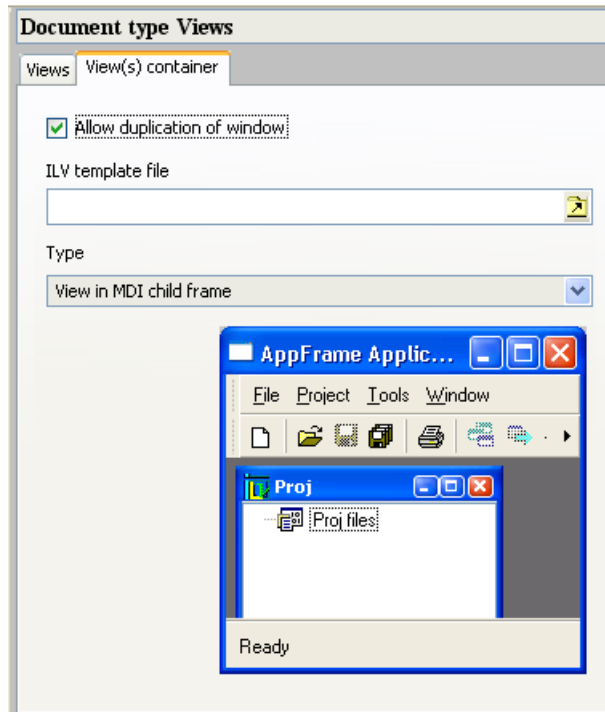 Document type Views
Views View(s) container
Allow duplication of window
ILV template file
Type
View in MDI child frame
AppFrame Applic...
File Project Tools Window
Proj
Proj files
Ready